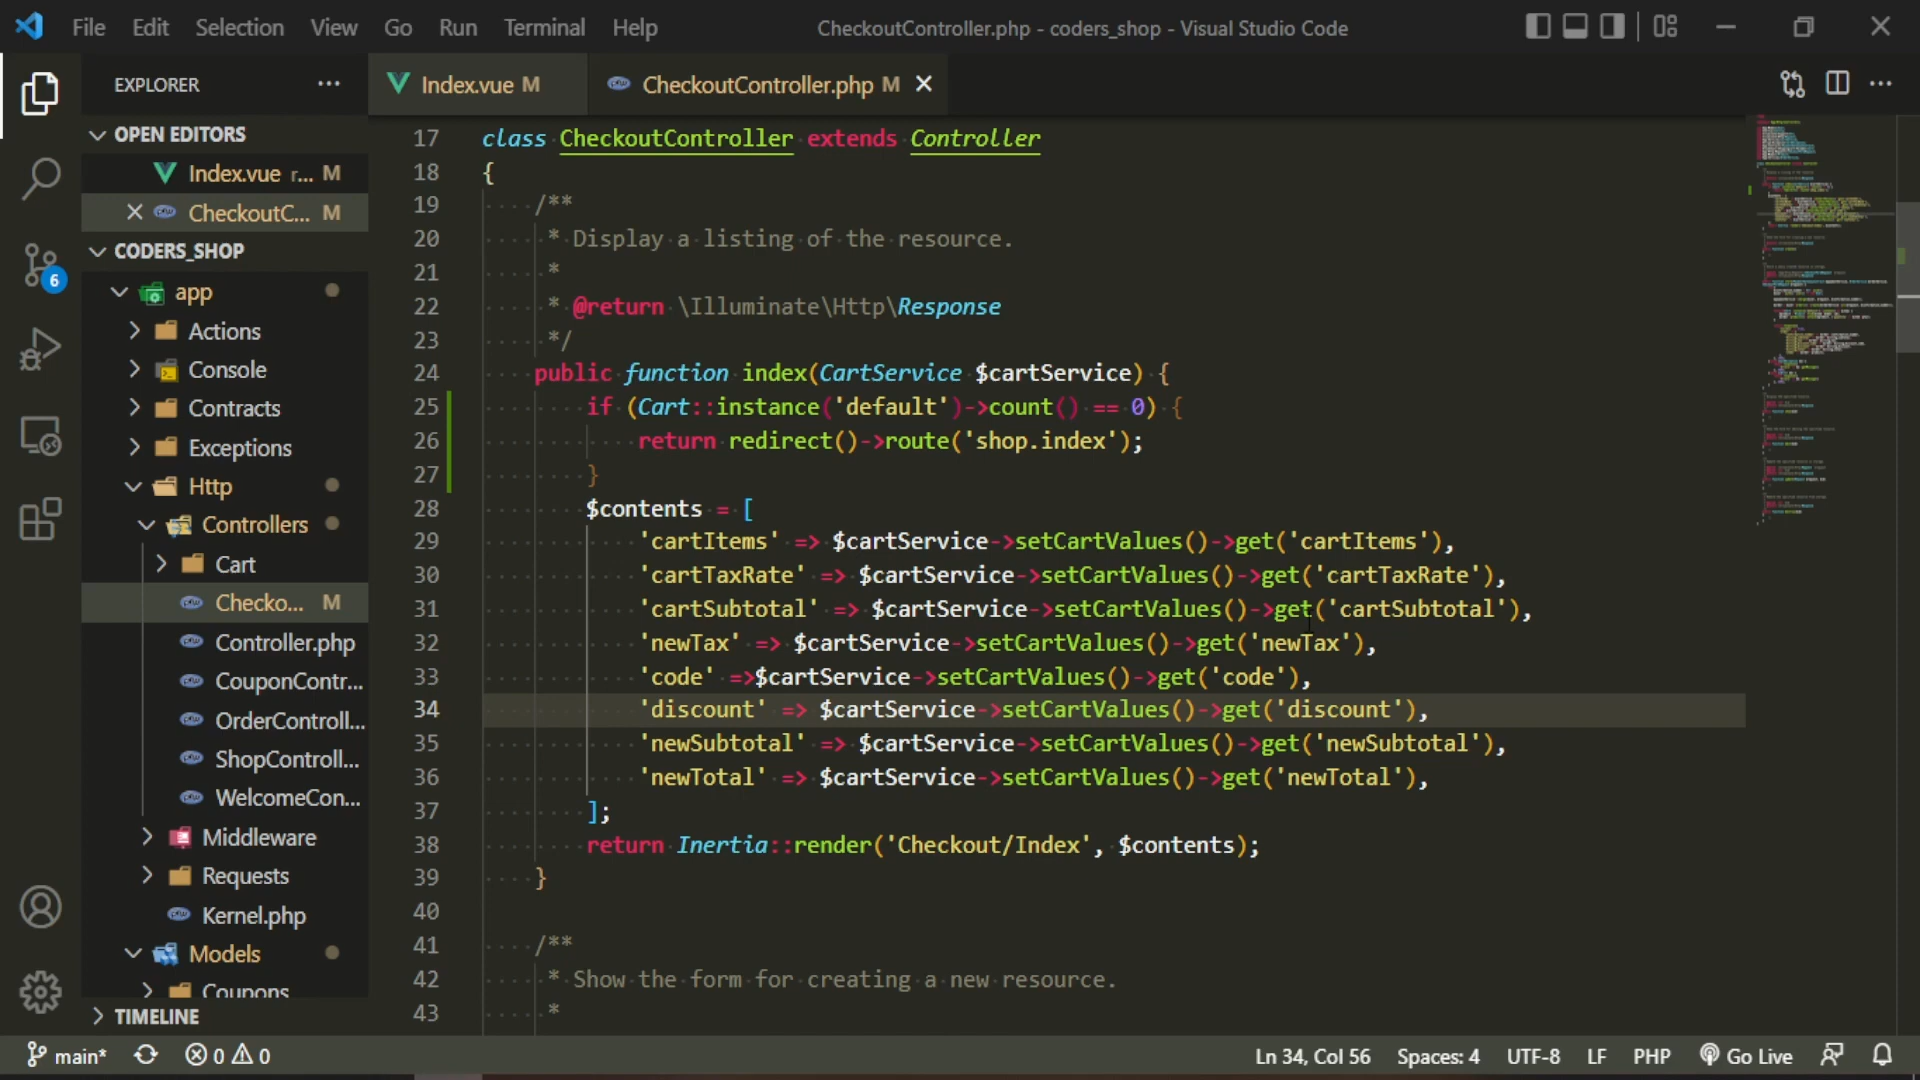 File Edit Selection View Go Run Terminal Help CheckoutController.php - coders_shop - Visual Studio Code
EXPLORER ··· Index.vue M CheckoutController.php M
OPEN EDITORS
Index.vue r... M
CheckoutC... M
CODERS_SHOP
app
Actions
Console
Contracts
Exceptions
Http
Controllers
Cart
Checko... M
Controller.php
CouponContr...
OrderControll...
ShopControll...
WelcomeCon...
Middleware
Requests
Kernel.php
Models
Coupons
TIMELINE
17 class CheckoutController extends Controller
18 {
19 /**
20 * Display a listing of the resource.
21 *
22 * @return \Illuminate\Http\Response
23 */
24 public function index(CartService $cartService) {
25 if (Cart::instance('default')->count() == 0) {
26 return redirect()->route('shop.index');
27 }
28 $contents = [
29 'cartItems' => $cartService->setCartValues()->get('cartItems'),
30 'cartTaxRate' => $cartService->setCartValues()->get('cartTaxRate'),
31 'cartSubtotal' => $cartService->setCartValues()->get('cartSubtotal'),
32 'newTax' => $cartService->setCartValues()->get('newTax'),
33 'code' =>$cartService->setCartValues()->get('code'),
34 'discount' => $cartService->setCartValues()->get('discount'),
35 'newSubtotal' => $cartService->setCartValues()->get('newSubtotal'),
36 'newTotal' => $cartService->setCartValues()->get('newTotal'),
37 ];
38 return Inertia::render('Checkout/Index', $contents);
39 }
40
41 /**
42 * Show the form for creating a new resource.
43 *
6
main* 0 0 Ln 34, Col 56 Spaces: 4 UTF-8 LF PHP Go Live